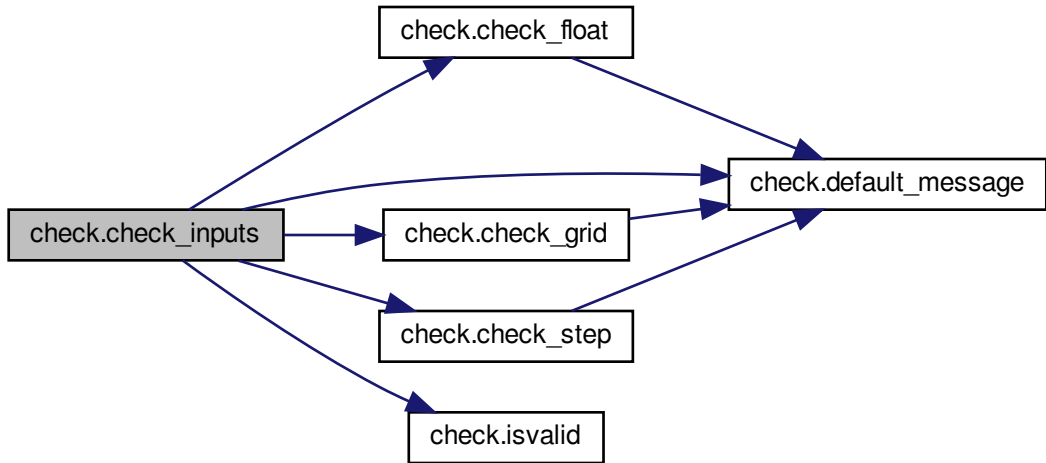 check.check_float
check.default_message
check.check_inputs
check.check_grid
check.check_step
check.isvalid